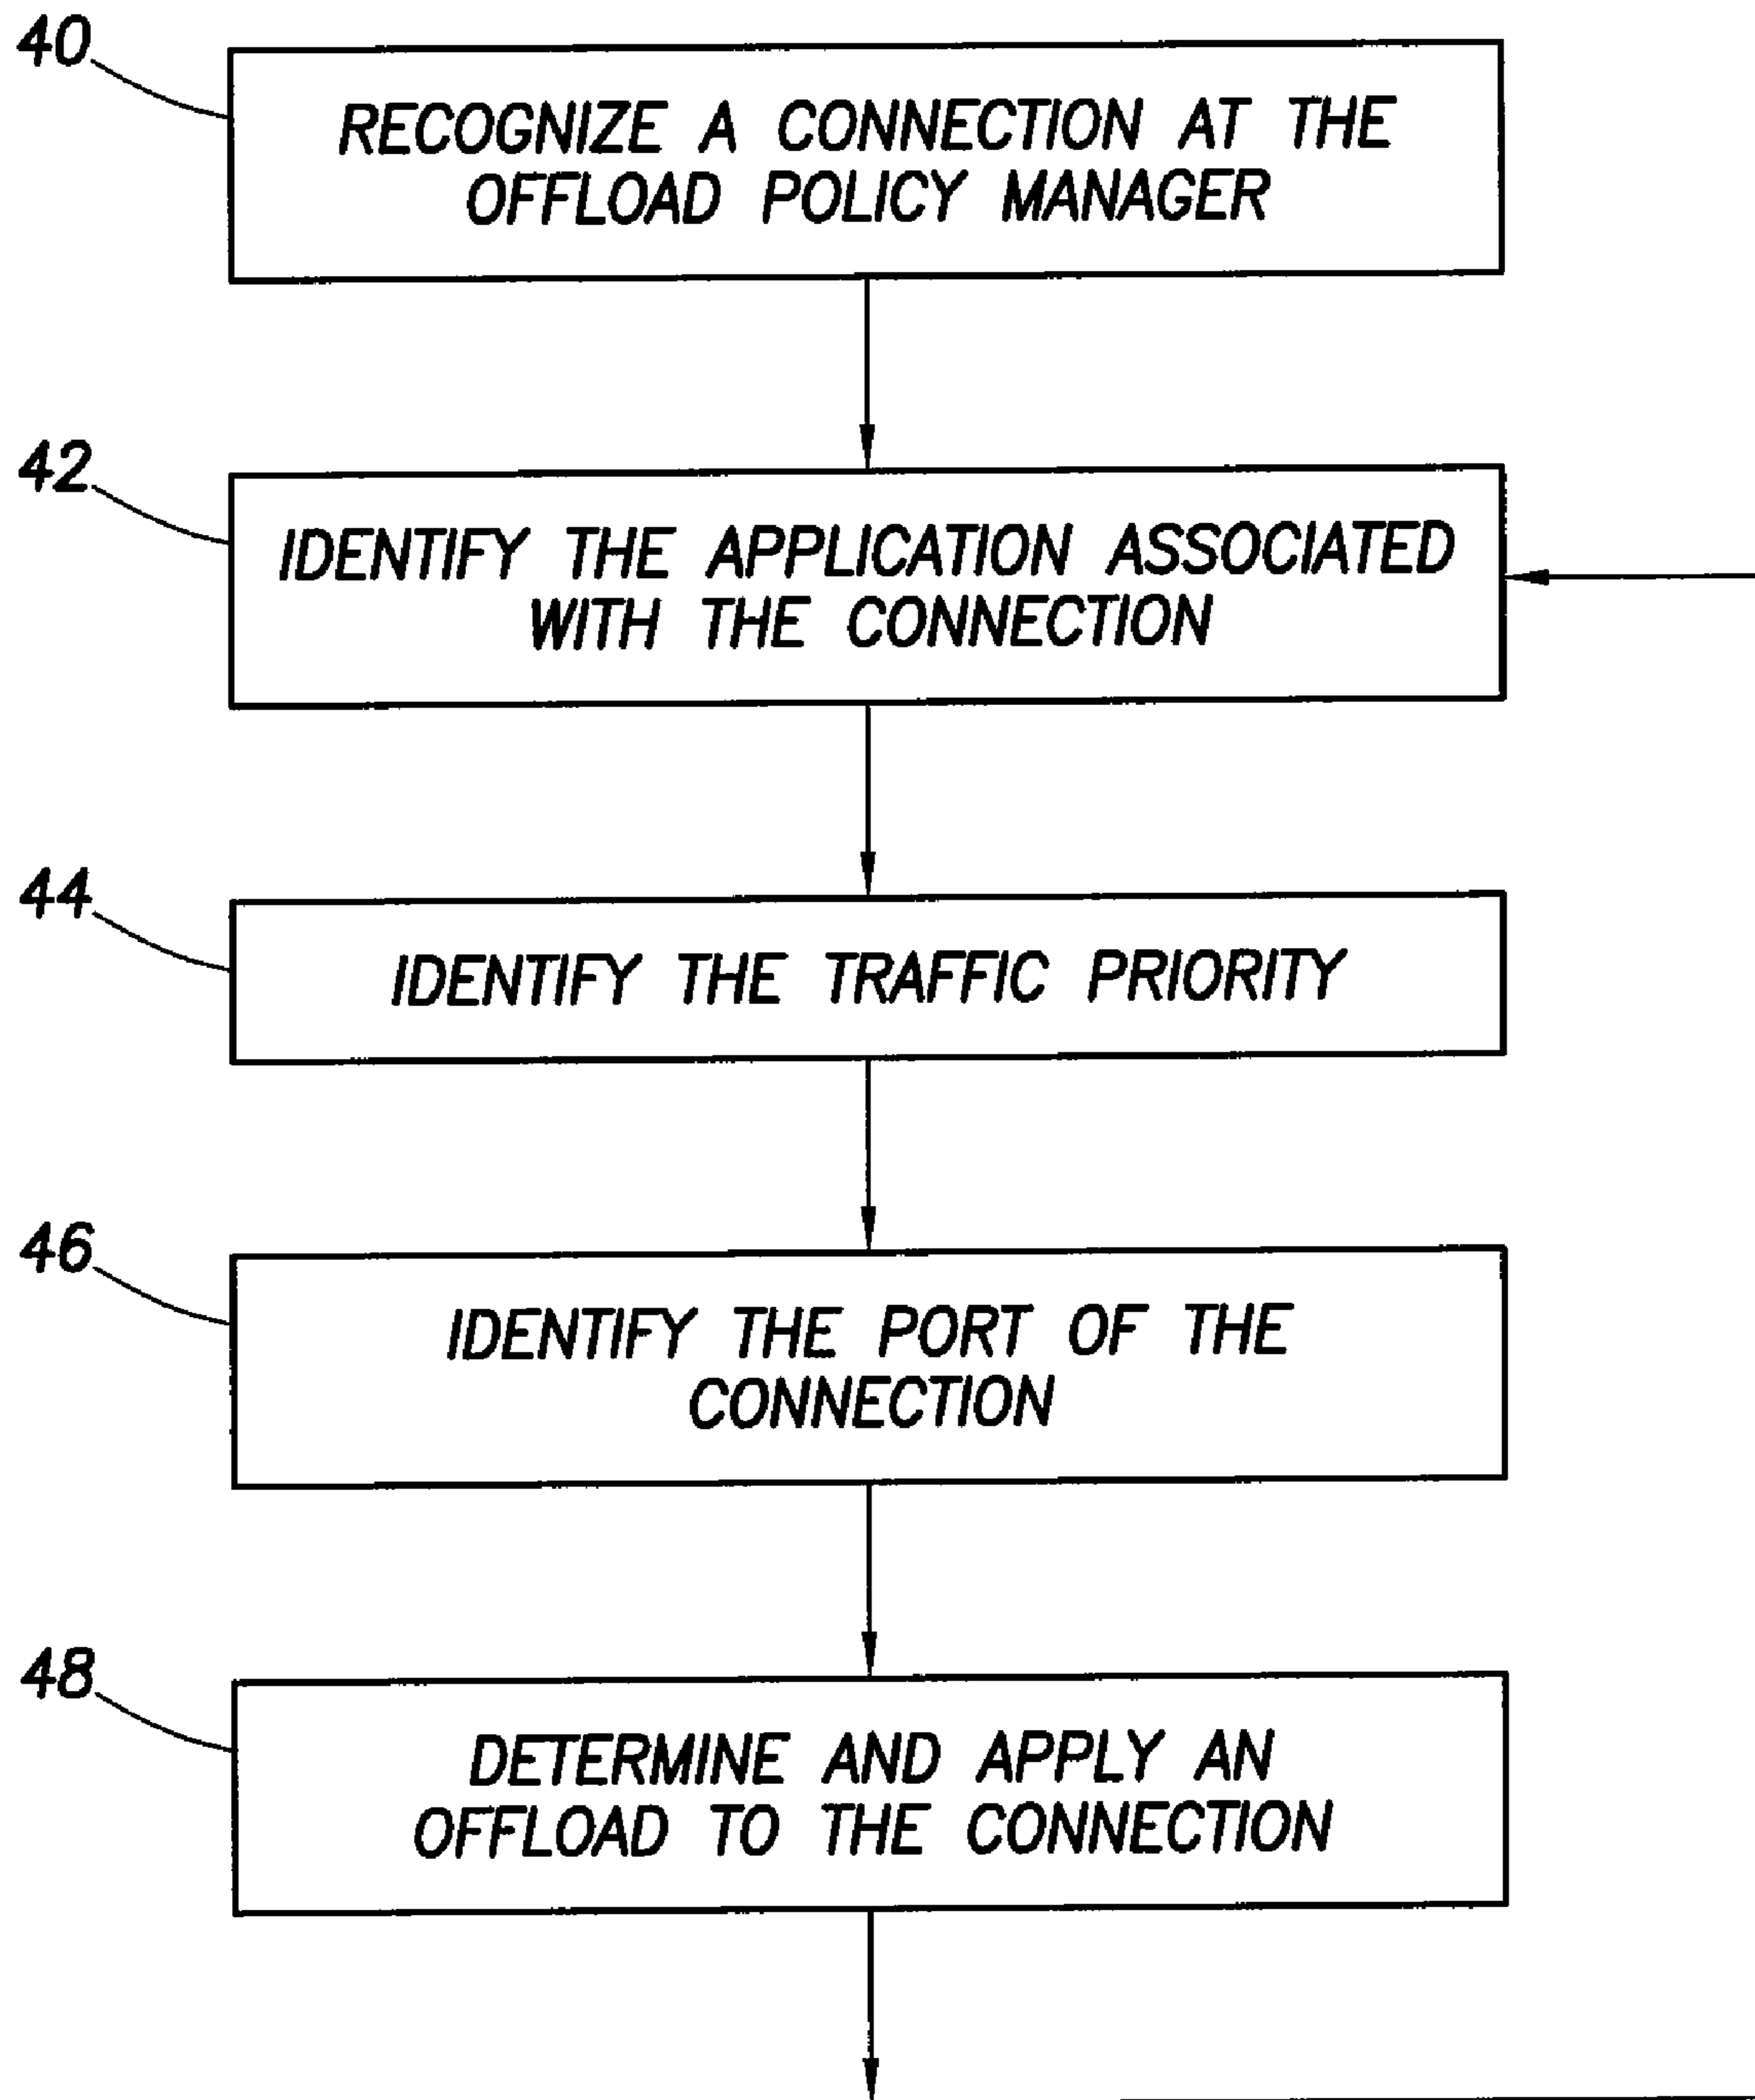 40
RECOGNIZE A CONNECTION AT THE
OFFLOAD POLICY MANAGER
42
IDENTIFY THE APPLICATION ASSOCIATED
WITH THE CONNECTION
44
IDENTIFY THE TRAFFIC PRIORITY
46
IDENTIFY THE PORT OF THE
CONNECTION
48
DETERMINE AND APPLY AN
OFFLOAD TO THE CONNECTION